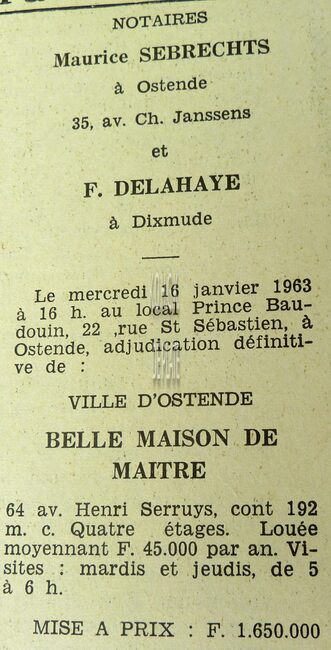 NOTAIRES
Maurice SEBRECHTS
à Ostende
35, av. Ch. Janssens
et
F. DELAHAYE
à Dixmude
Le mercredi 16 janvier 1963
à 16 h. au local Prince Bau-
douin, 22 ,rue St Sébastien, à
Ostende, adjudication définiti-
ve de :
VILLE D'OSTENDE
BELLE MAISON DE
MAITRE
64 av. Henri Serruys, cont 192
m. c. Quatre étages. Louée
moyennant F. 45.000 par an. Vi-
sites : mardis et jeudis, de 5
à 6 h.
MISE A PRIX : F. 1.650.000